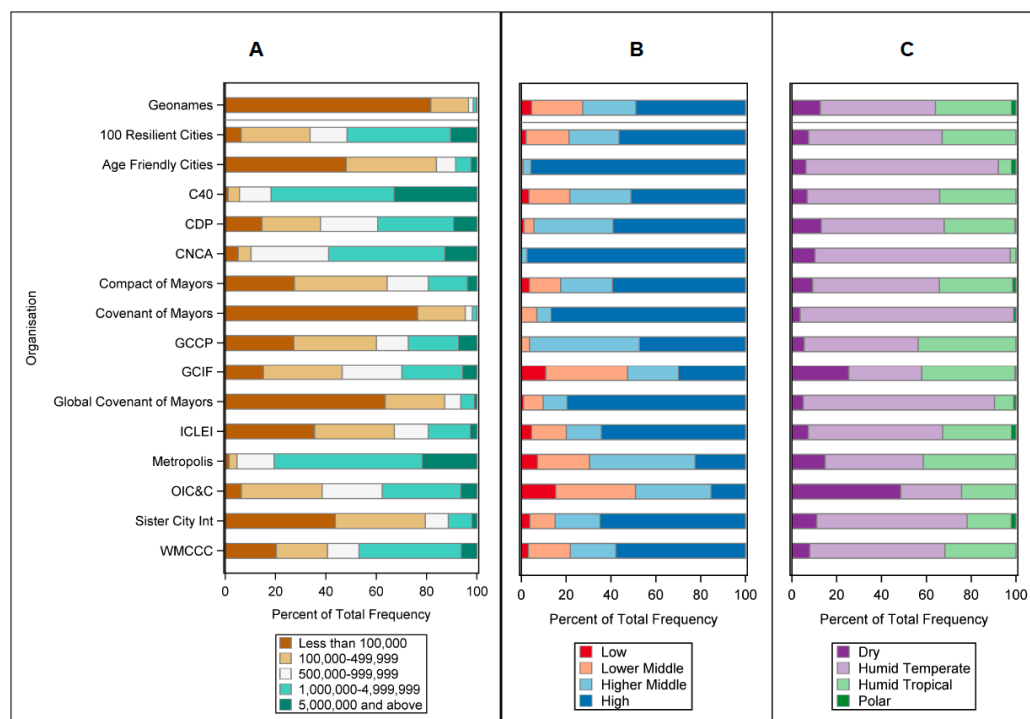 A
B
C
Organisation
Geonames
100 Resilient Cities
Age Friendly Cities
C40
CDP
CNCA
Compact of Mayors
Covenant of Mayors
GCCP
GCIF
Global Covenant of Mayors
ICLEI
Metropolis
OIC&C
Sister City Int
WMCCC
0 20 40 60 80 100
Percent of Total Frequency
Less than 100,000
100,000-499,999
500,000-999,999
1,000,000-4,999,999
5,000,000 and above
0 20 40 60 80 100
Percent of Total Frequency
Low
Lower Middle
Higher Middle
High
0 20 40 60 80 100
Percent of Total Frequency
Dry
Humid Temperate
Humid Tropical
Polar